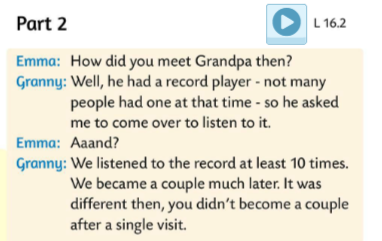 Part 2
L 16.2
Emma: How did you meet Grandpa then?
Granny: Well, he had a record player - not many
people had one at that time - so he asked
me to come over to listen to it.
Emma: Aaand?
Granny: We listened to the record at least 10 times.
We became a couple much later. It was
different then, you didn't become a couple
after a single visit.